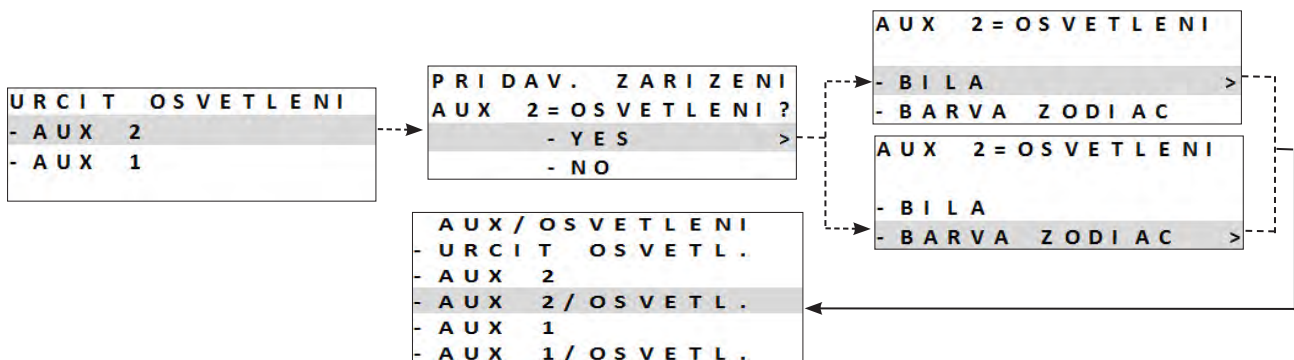 URCIT OSVETLENI
- AUX 2
- AUX 1
PRIDAV. ZARIZENI
AUX 2=OSVETLENI?
- YES >
- NO
AUX 2=OSVETLENI
- BILA >
- BARVA ZODIAC
AUX 2=OSVETLENI
- BILA
- BARVA ZODIAC >
AUX/OSVETLENI
- URCIT OSVETL.
- AUX 2
- AUX 2/OSVETL.
- AUX 1
- AUX 1/OSVETL.